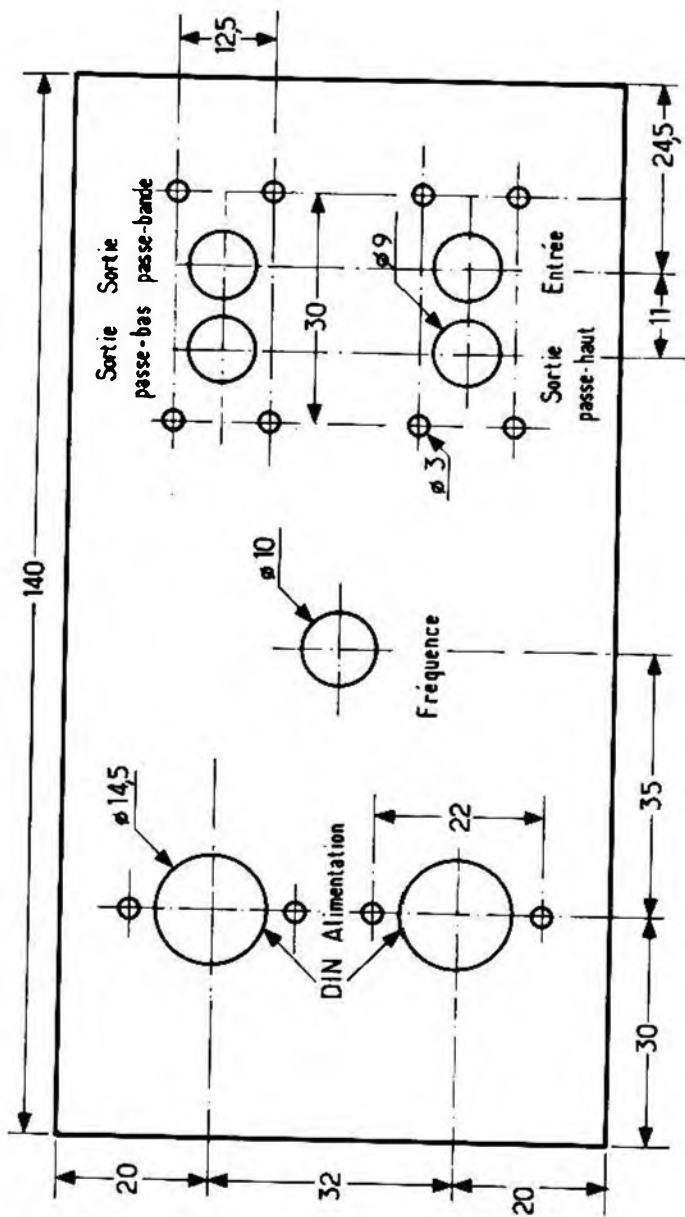 140
12,5
Sortie Sortie
passe-bas passe-bande
ø 9
30
Entrée
Sortie
passe-haut
ø 3
ø 10
Fréquence
ø 14,5
DIN Alimentation
22
20
32
20
30
35
11
24,5